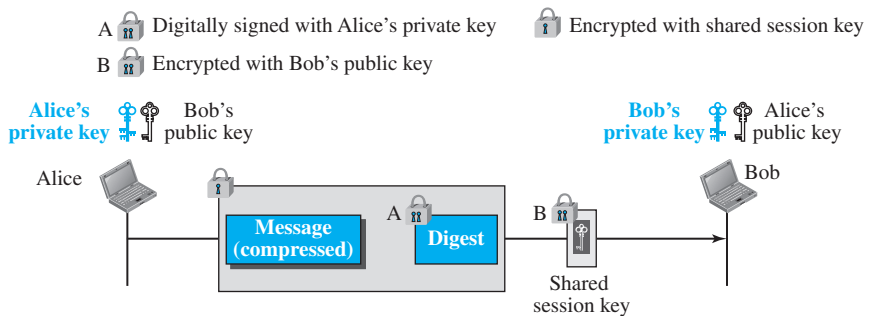 A Digitally signed with Alice's private key
Encrypted with shared session key
B Encrypted with Bob's public key
Alice's
private key
Bob's
public key
Bob's
private key
Alice's
public key
Alice
Bob
A
B
Message
(compressed)
Digest
Shared
session key